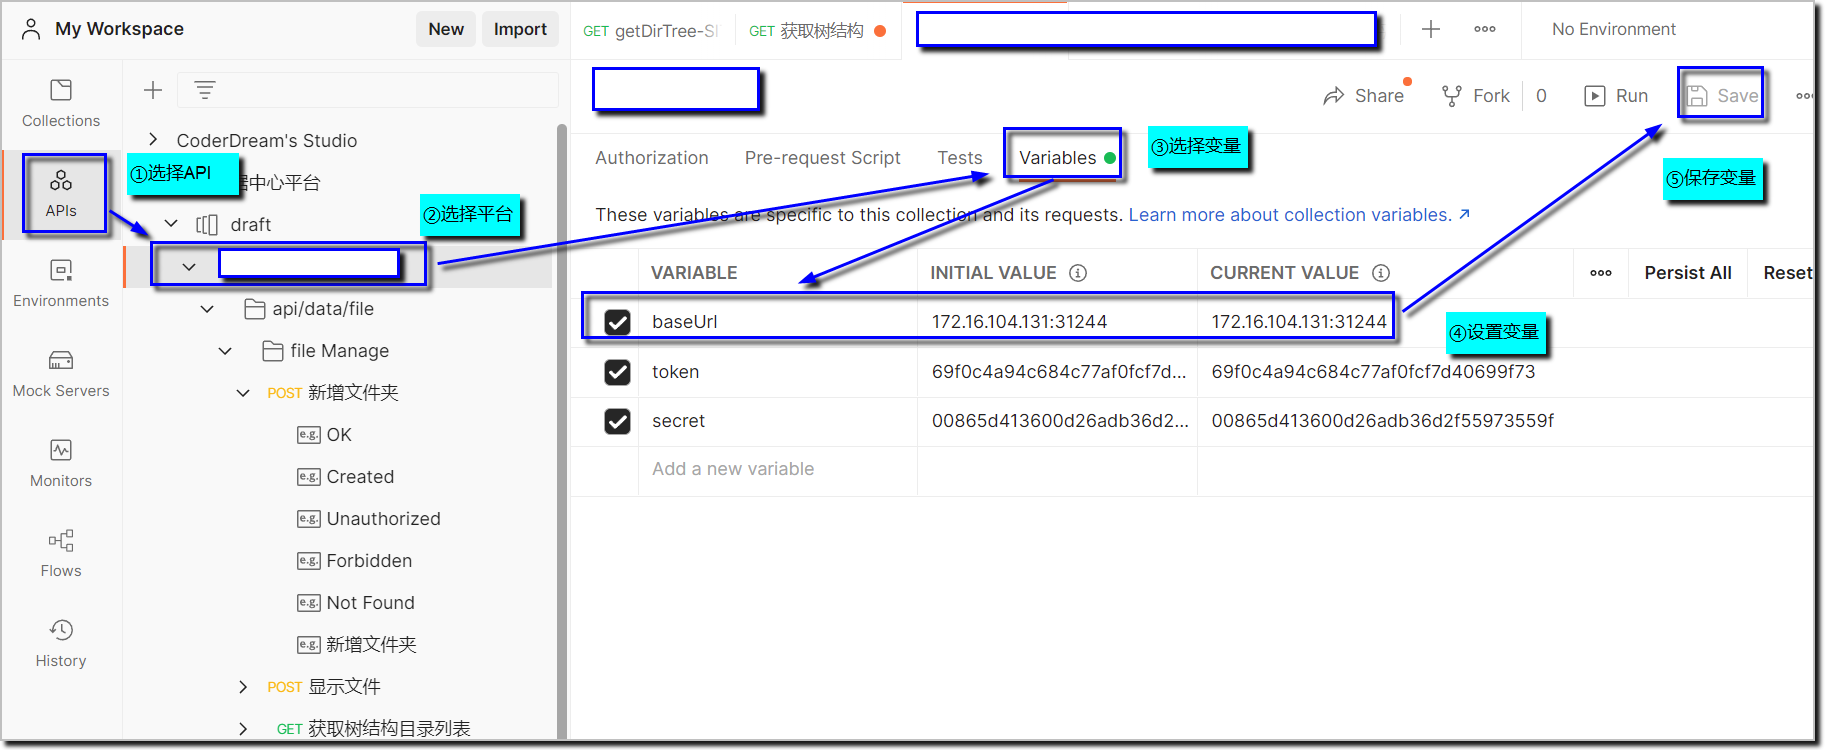 My Workspace
New
Import
GET getDirTree-
GET 获取树结构
No Environment
Share
Fork
0
Run
Save
Collections
CoderDream's Studio
①选择API
据中心平台
APIs
draft
②选择平台
Authorization
Pre-request Script
Tests
Variables
③选择变量
⑤保存变量
These variables are specific to this collection and its requests. Learn more about collection variables. ↗
VARIABLE
INITIAL VALUE
CURRENT VALUE
Persist All
Reset
baseUrl
172.16.104.131:31244
172.16.104.131:31244
④设置变量
token
69f0c4a94c684c77af0fcf7d...
69f0c4a94c684c77af0fcf7d40699f73
secret
00865d413600d26adb36d2...
00865d413600d26adb36d2f55973559f
Add a new variable
Environments
api/data/file
file Manage
Mock Servers
POST 新增文件夹
e.g. OK
e.g. Created
Monitors
e.g. Unauthorized
e.g. Forbidden
Flows
e.g. Not Found
e.g. 新增文件夹
History
POST 显示文件
GET 获取树结构目录列表